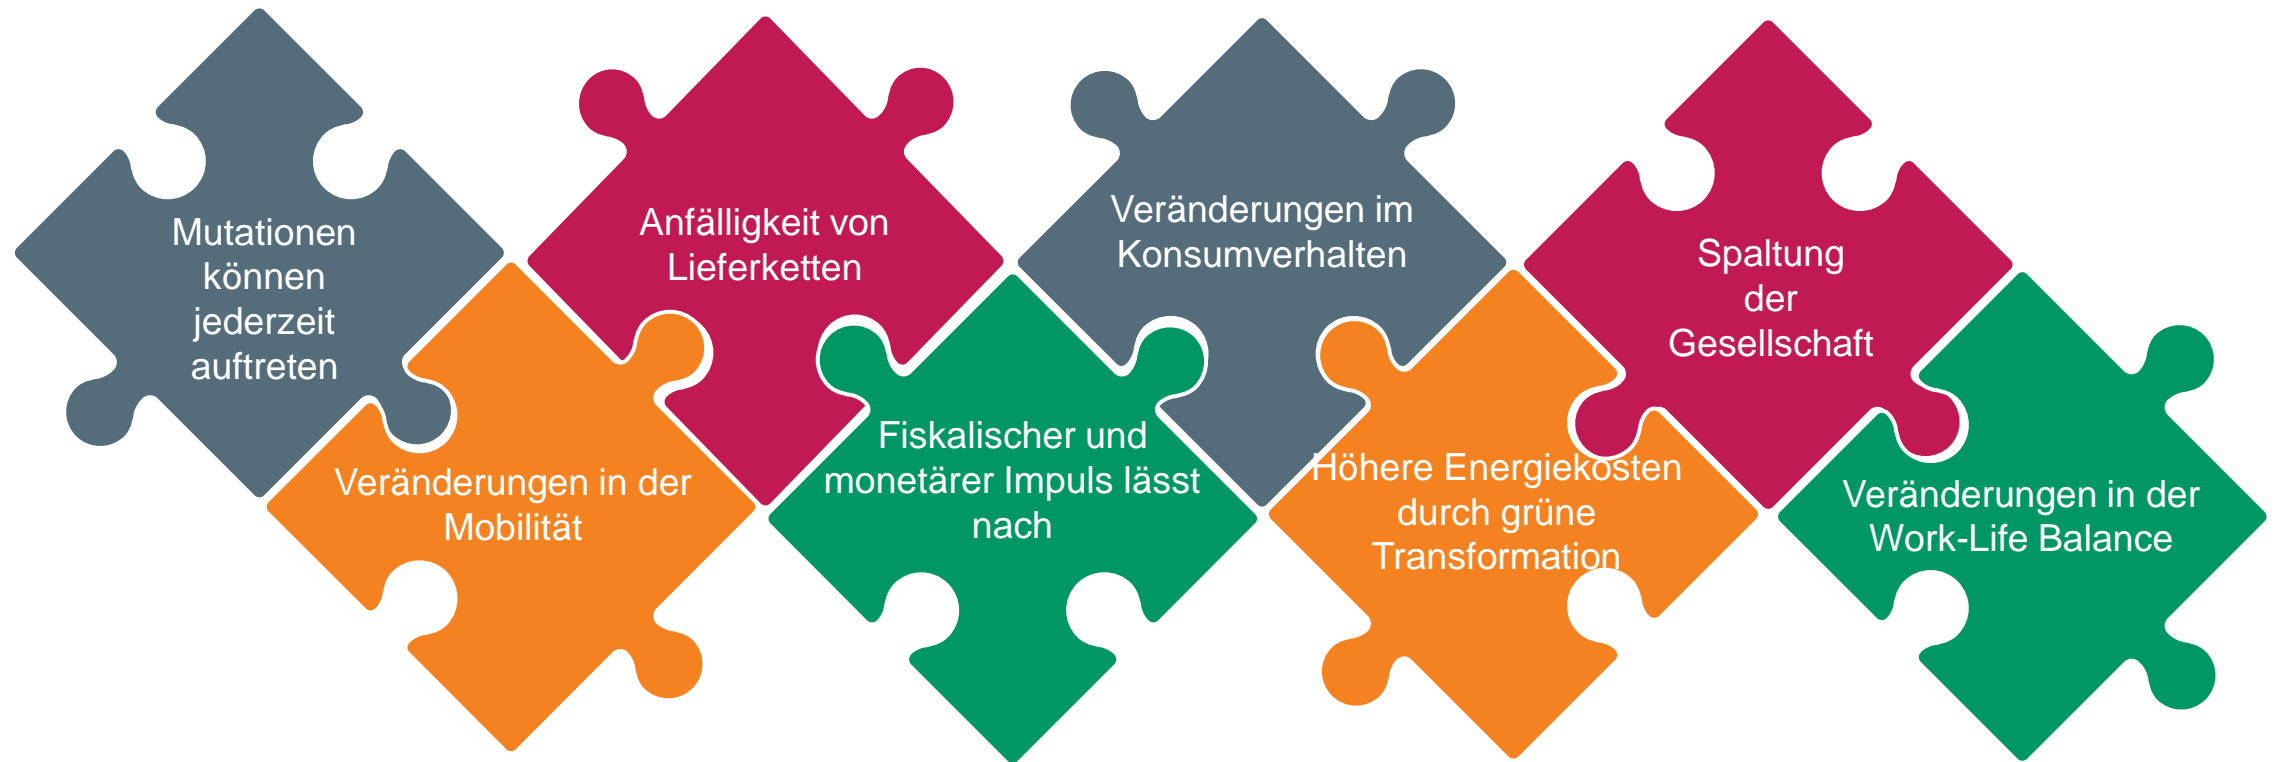 Mutationen
können
jederzeit
auftreten
Veränderungen in der
Mobilität
Anfälligkeit von
Lieferketten
Fiskalischer und
monetärer Impuls lässt
nach
Veränderungen im
Konsumverhalten
Höhere Energiekosten
durch grüne
Transformation
Spaltung
der
Gesellschaft
Veränderungen in der
Work-Life Balance